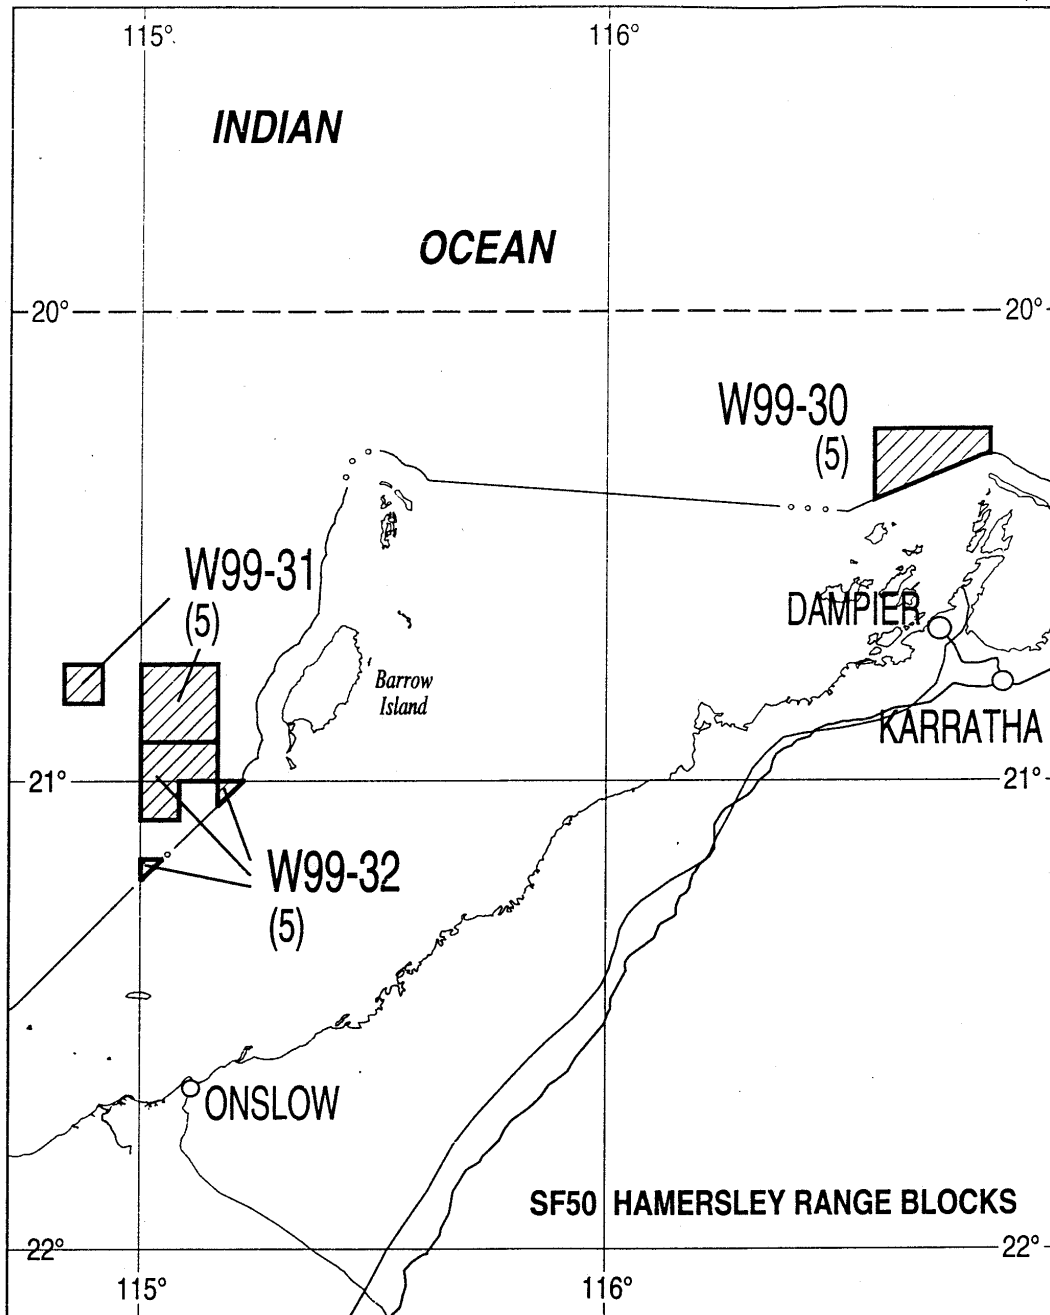 115°
116°
INDIAN
OCEAN
20°
20°
W99-30
(5)
W99-31
(5)
DAMPIER
Barrow
Island
KARRATHA
21°
21°
W99-32
(5)
ONSLOW
SF50 HAMERSLEY RANGE BLOCKS
22°
22°
115°
116°